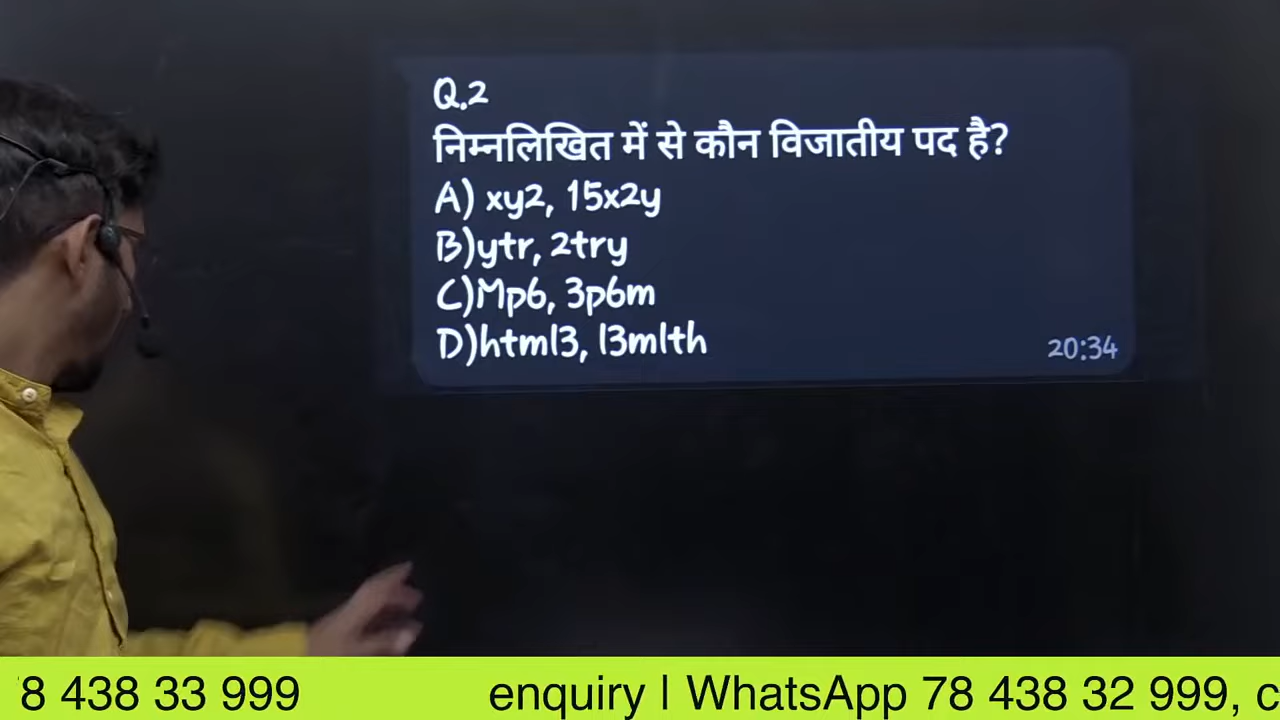 Q.2
निम्नलिखित में से कौन विजातीय पद है?
A) xy2, 15x2y
B)ytr, 2try
C)Mp6, 3p6m
D)html3, l3mlth
20:34
8 438 33 999 enquiry | WhatsApp 78 438 32 999, c